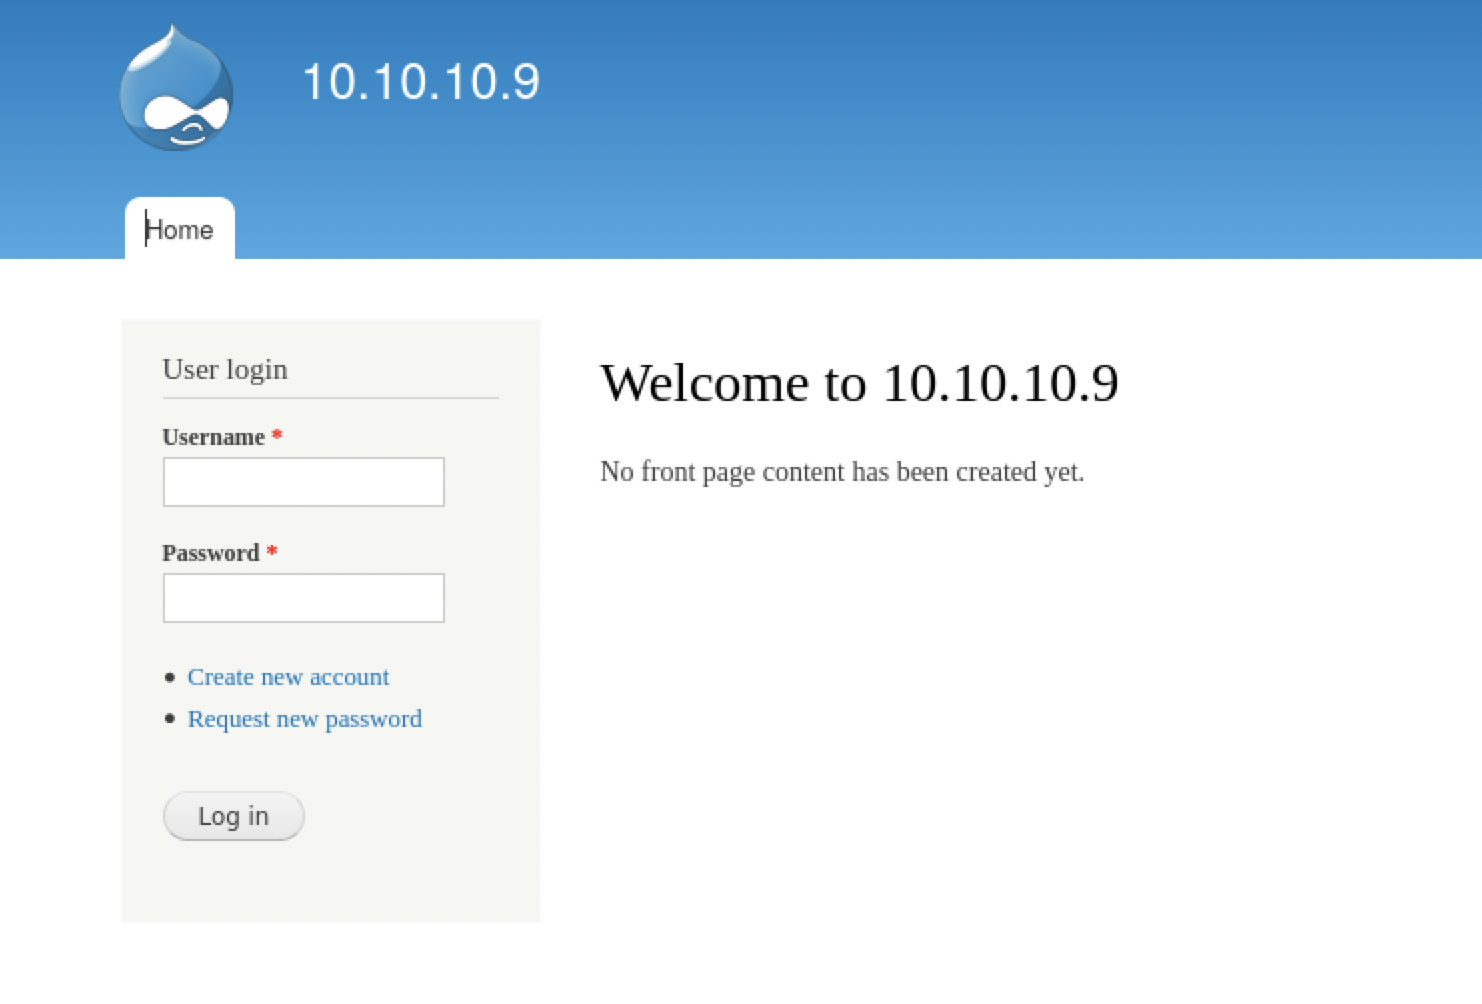 10.10.10.9
Home
User login
Username *
Password *
Create new account
Request new password
Log in
Welcome to 10.10.10.9
No front page content has been created yet.